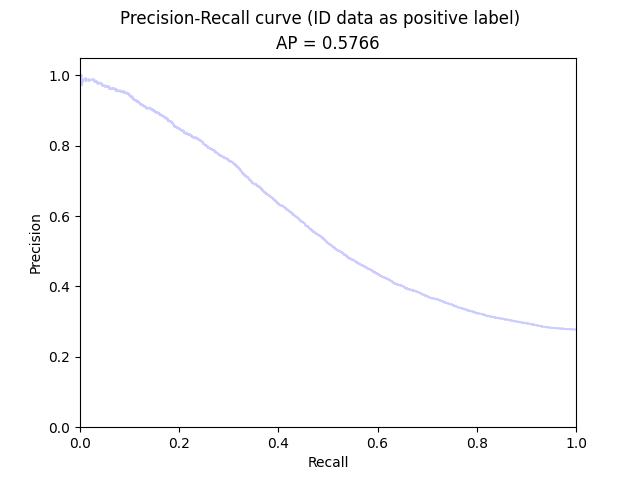 Precision-Recall curve (ID data as positive label)
AP = 0.5766
1.0
0.8
0.6
0.4
0.2
0.0
Precision
0.0 0.2 0.4 0.6 0.8 1.0
Recall